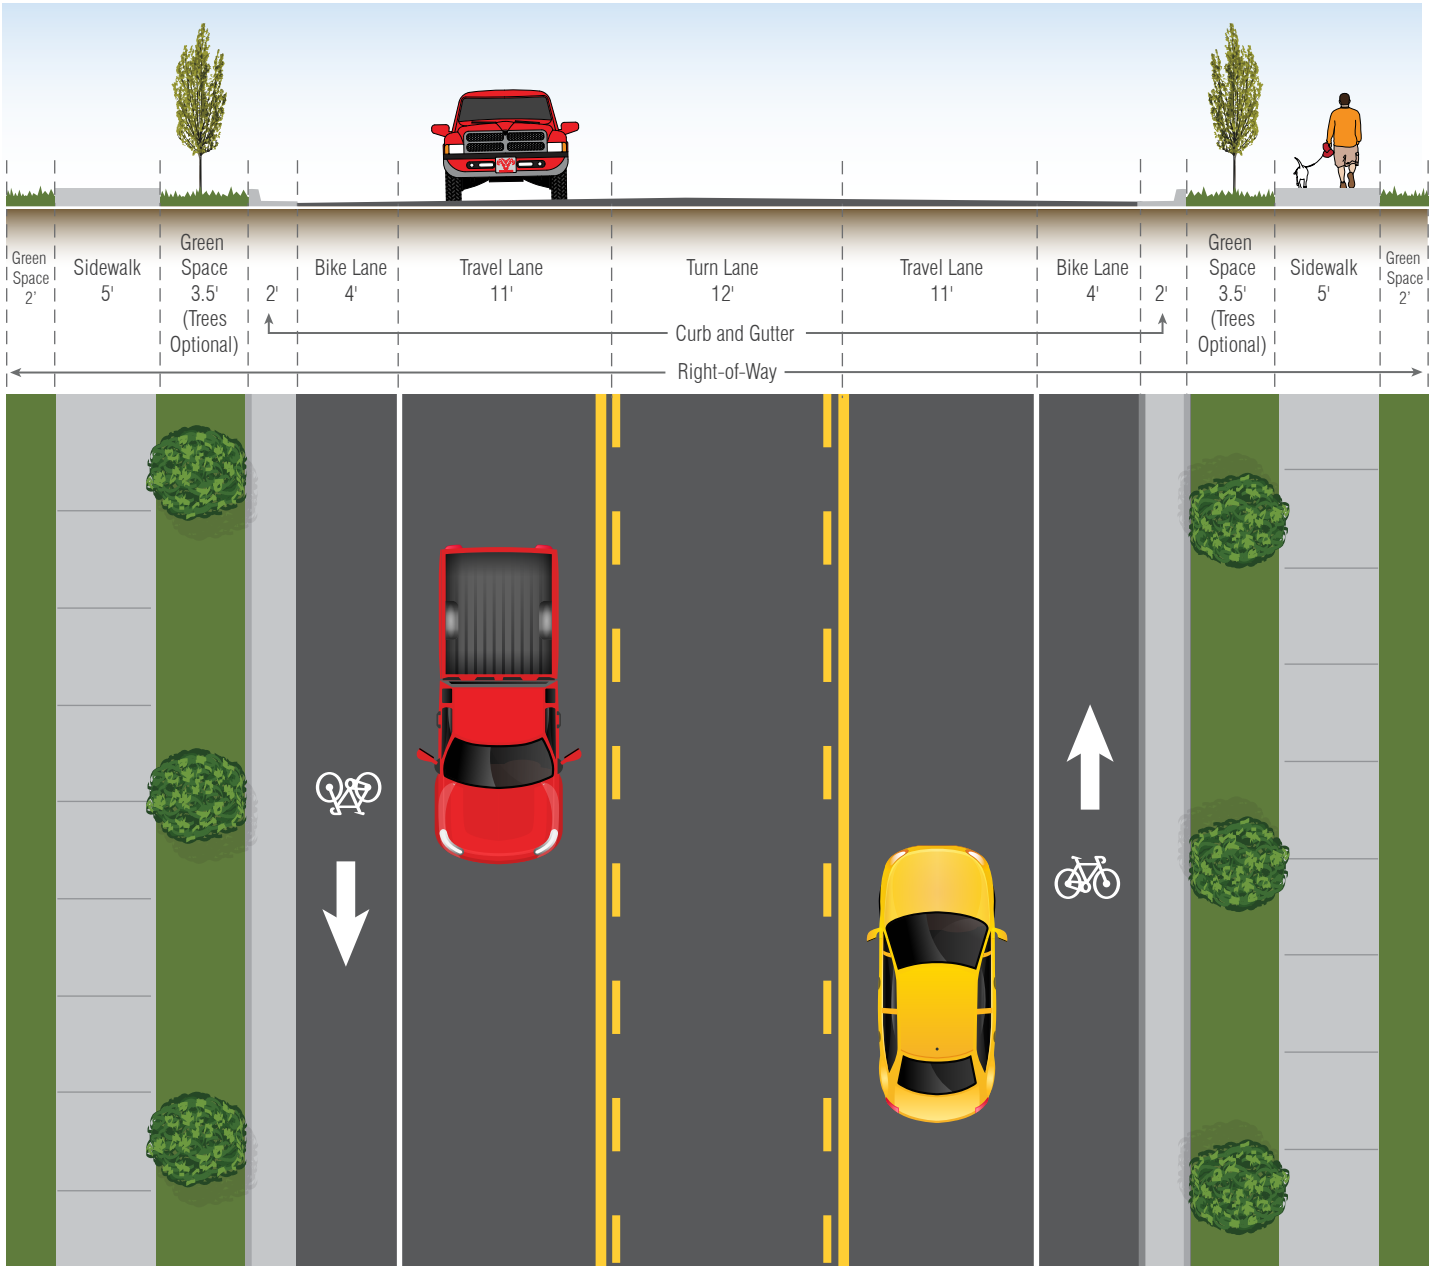 Green
Space
2’
Sidewalk
5'
Green
Space
3.5'
(Trees
Optional)
2'
Bike Lane
4'
Travel Lane
11'
Turn Lane
12'
Travel Lane
11'
Bike Lane
4'
2'
Green
Space
3.5'
(Trees
Optional)
Sidewalk
5'
Green
Space
2’
Curb and Gutter
Right-of-Way